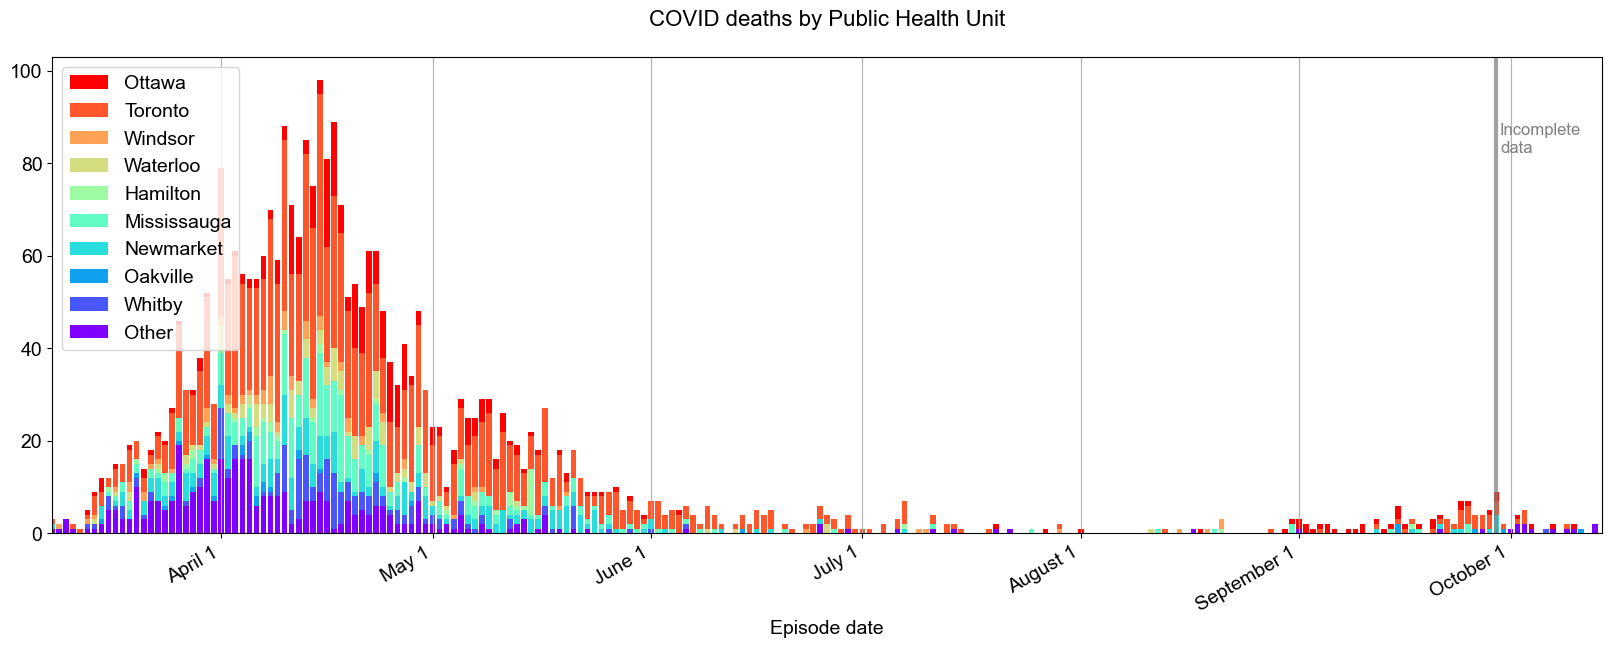 COVID deaths by Public Health Unit
100
80
60
40
20
0
Ottawa
Toronto
Windsor
Waterloo
Hamilton
Mississauga
Newmarket
Oakville
Whitby
Other
Incomplete
data
April 1
May 1
June 1
July 1
August 1
September 1
October 1
Episode date